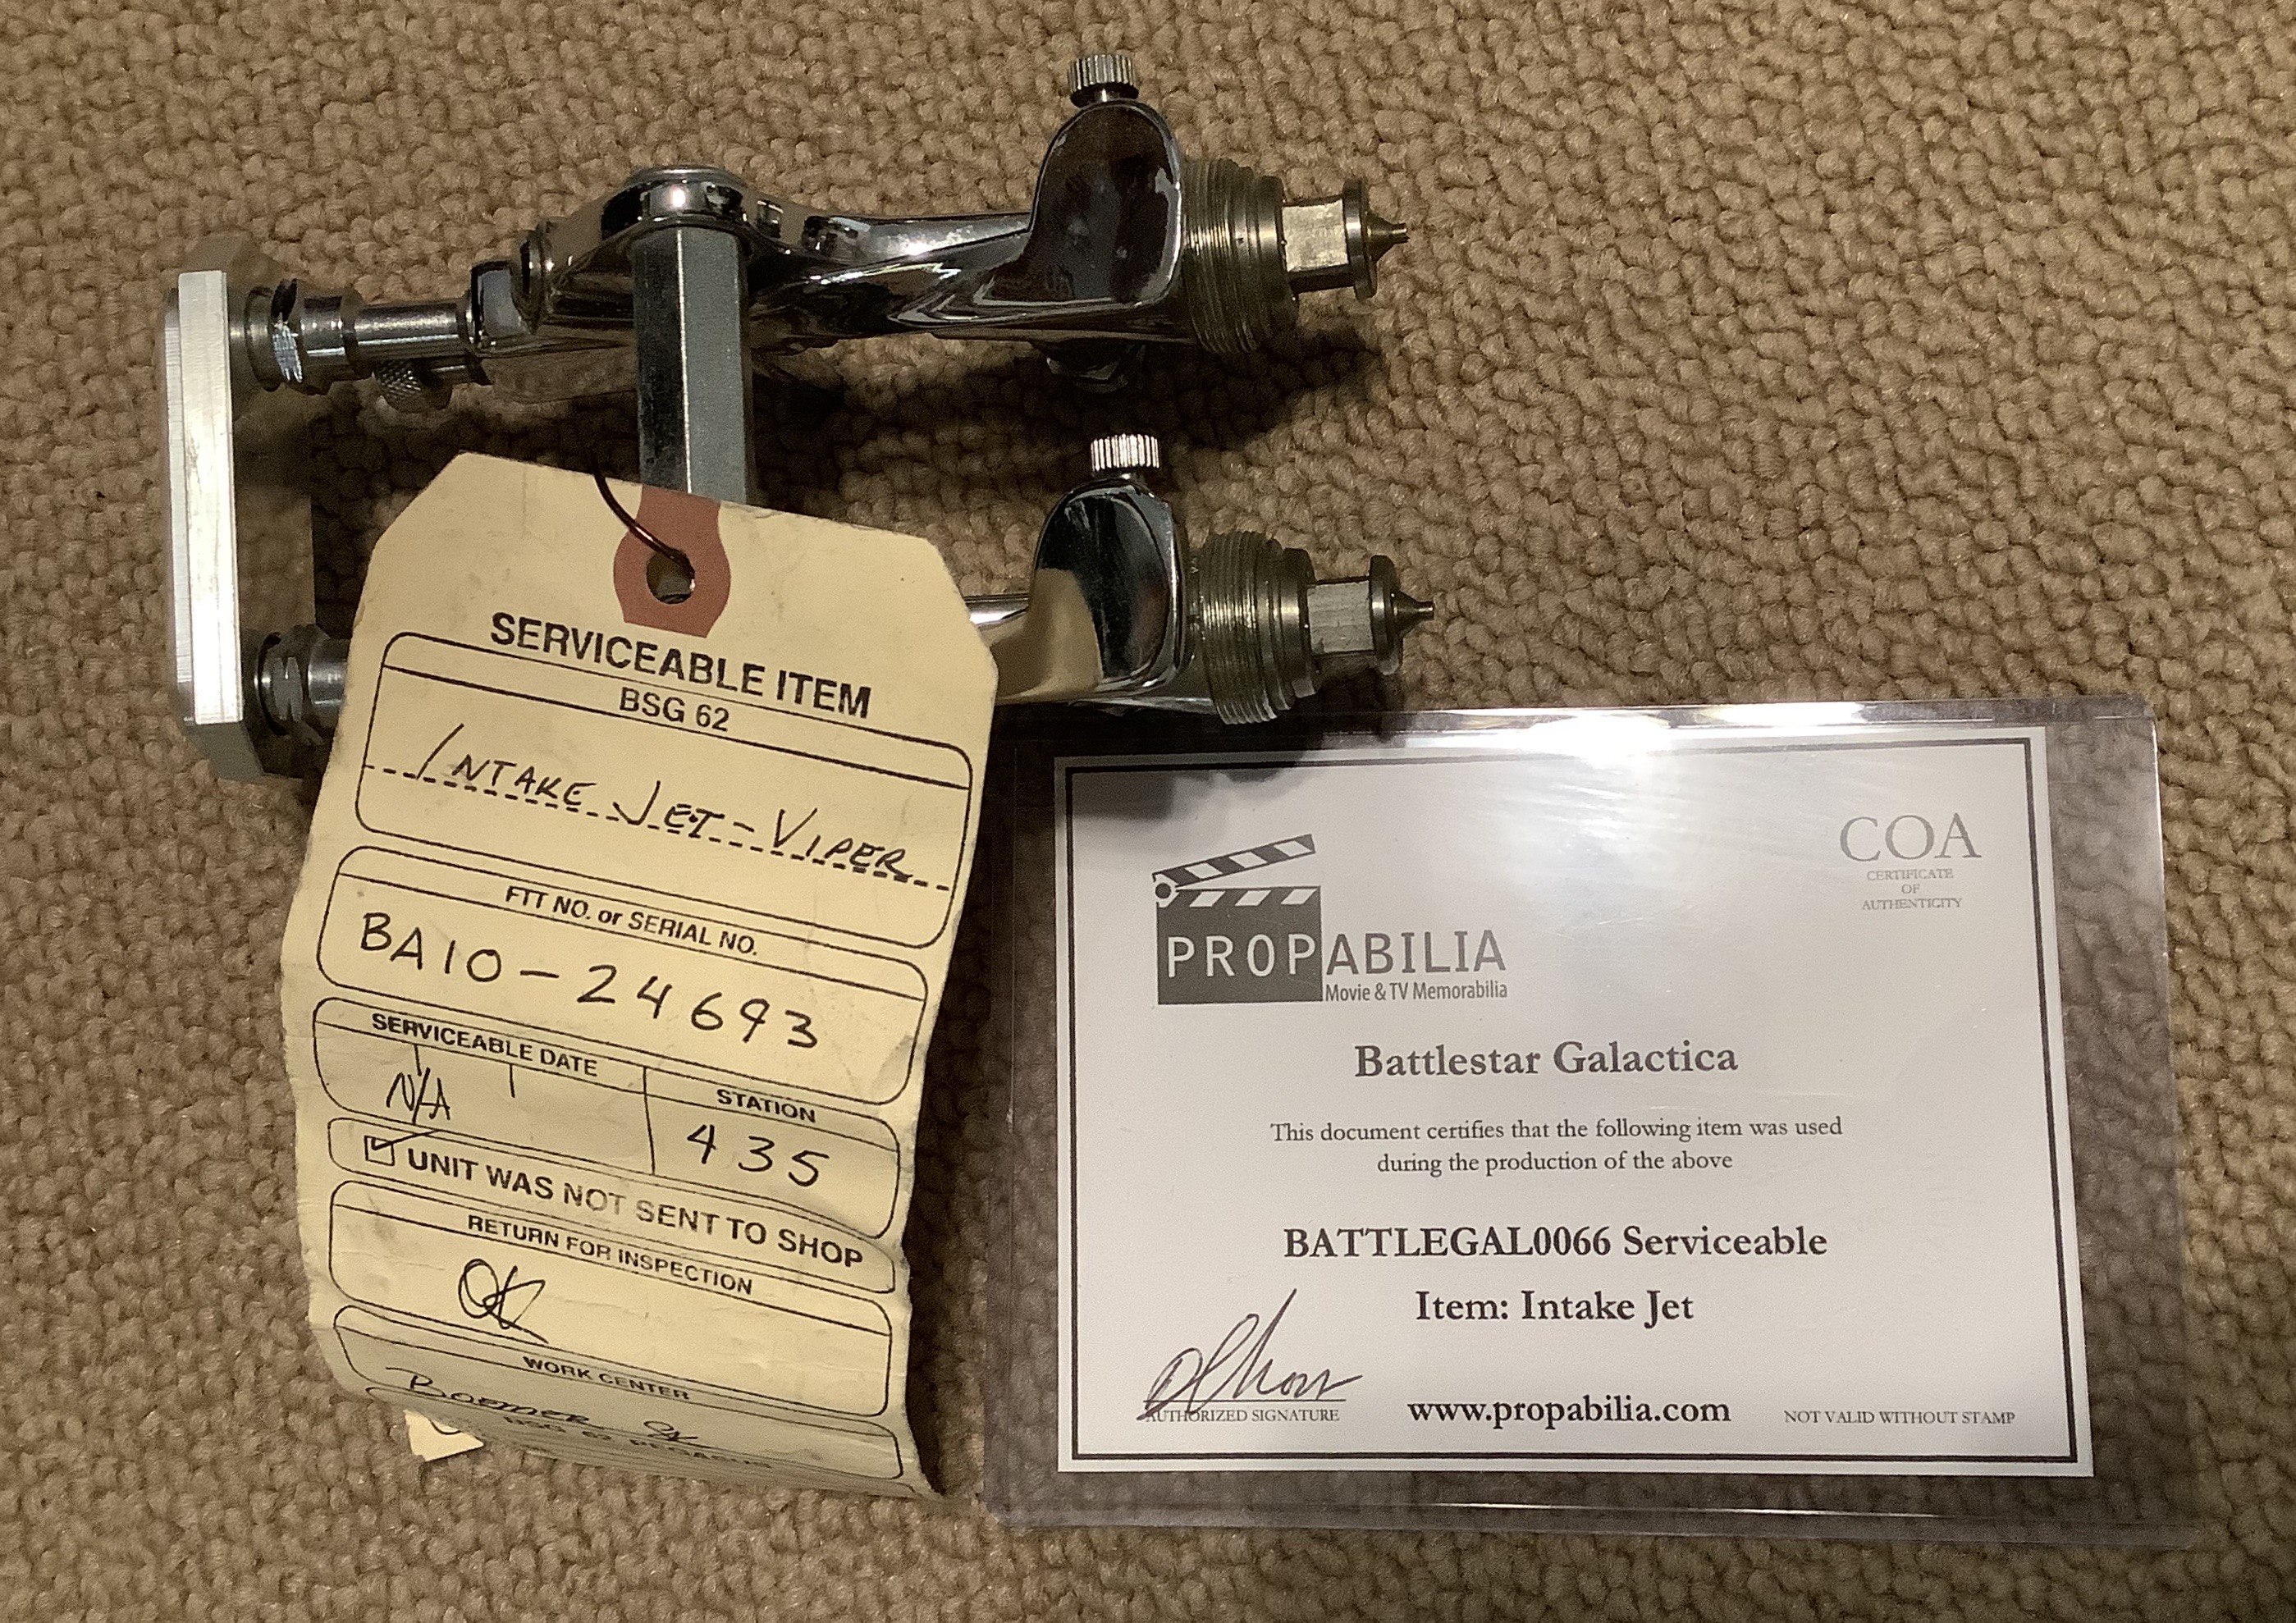 SERVICEABLE ITEM
BSG 62
INTAKE JET - VIPER
FTT NO. or SERIAL NO.
BA10-24693
SERVICEABLE DATE
N/A
STATION
435
UNIT WAS NOT SENT TO SHOP
RETURN FOR INSPECTION
OK
WORK CENTER
BSG 62 PEGASUS
COA
CERTIFICATE
OF
AUTHENTICITY
PROPABILIA
Movie & TV Memorabilia
Battlestar Galactica
This document certifies that the following item was used
during the production of the above
BATTLEGAL0066 Serviceable
Item: Intake Jet
AUTHORIZED SIGNATURE
www.propabilia.com
NOT VALID WITHOUT STAMP